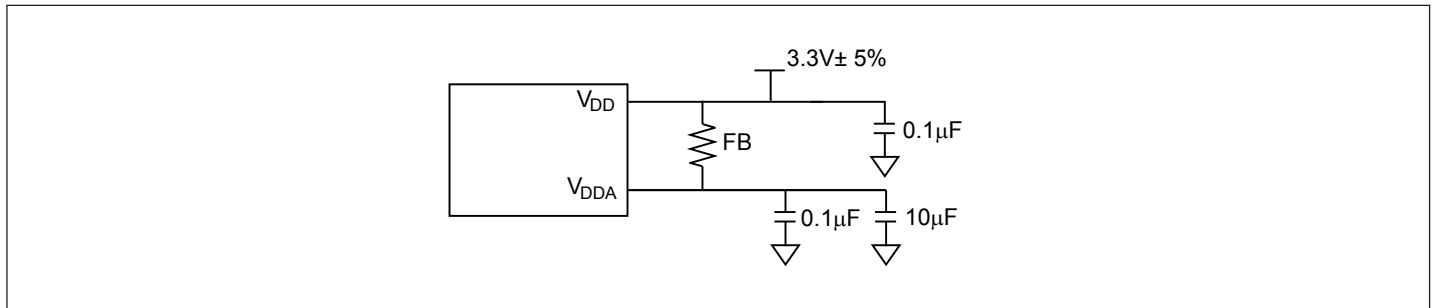 3.3V± 5%
VDD
0.1μF
FB
VDDA
0.1μF
10μF